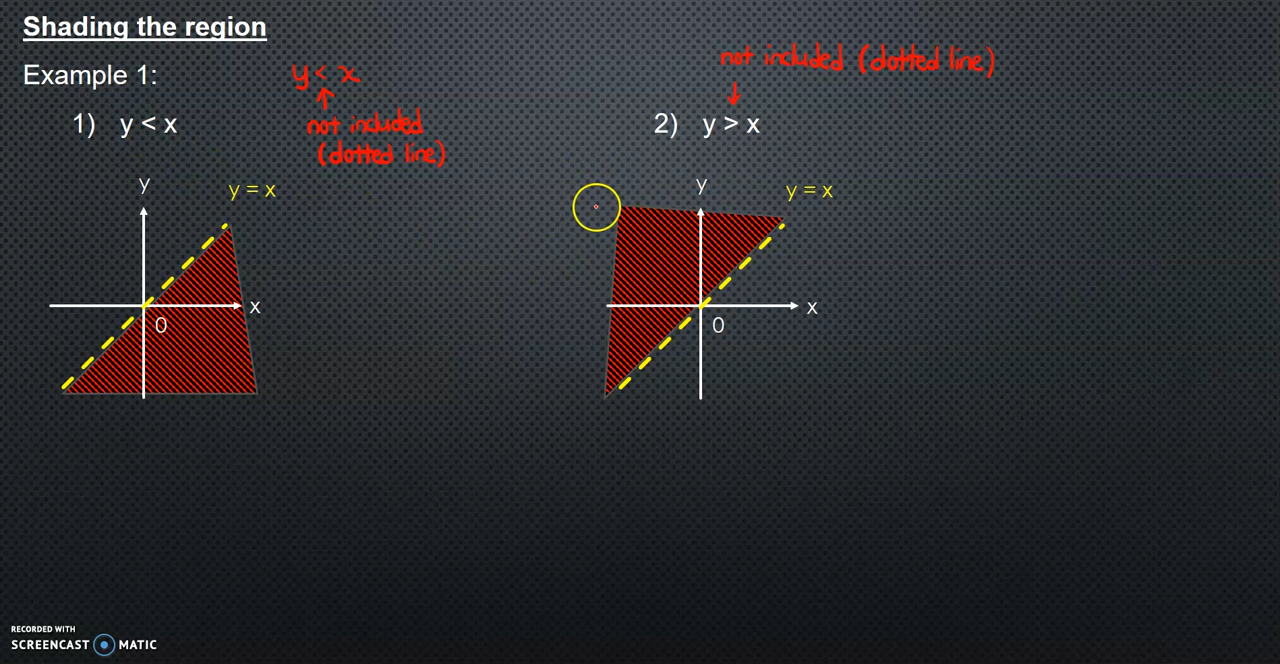 Shading the region
Example 1:
y < x
not included (dotted line)
1) y < x
not included
(dotted line)
2) y > x
y
y = x
x
0
y
y = x
x
0
RECORDED WITH
SCREENCAST MATIC